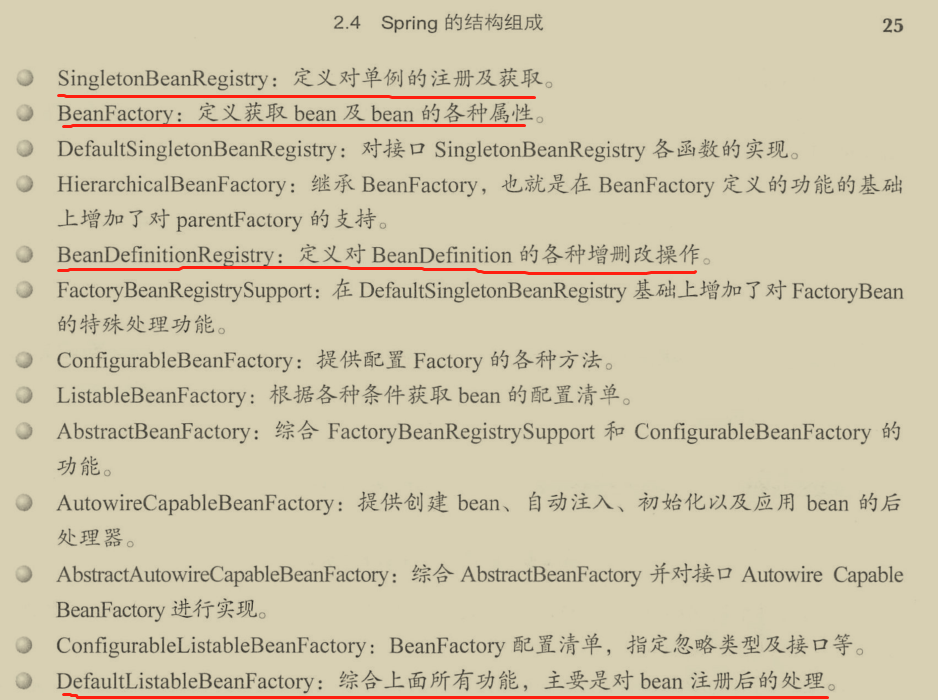 2.4 Spring 的结构组成 25
SingletonBeanRegistry：定义对单例的注册及获取。
BeanFactory：定义获取 bean 及 bean 的各种属性。
DefaultSingletonBeanRegistry：对接口 SingletonBeanRegistry 各函数的实现。
HierarchicalBeanFactory：继承 BeanFactory，也就是在 BeanFactory 定义的功能的基础
上增加了对 parentFactory 的支持。
BeanDefinitionRegistry：定义对 BeanDefinition 的各种增删改操作。
FactoryBeanRegistrySupport：在 DefaultSingletonBeanRegistry 基础上增加了对 FactoryBean
的特殊处理功能。
ConfigurableBeanFactory：提供配置 Factory 的各种方法。
ListableBeanFactory：根据各种条件获取 bean 的配置清单。
AbstractBeanFactory：综合 FactoryBeanRegistrySupport 和 ConfigurableBeanFactory 的
功能。
AutowireCapableBeanFactory：提供创建 bean、自动注入、初始化以及应用 bean 的后
处理器。
AbstractAutowireCapableBeanFactory：综合 AbstractBeanFactory 并对接口 Autowire Capable
BeanFactory 进行实现。
ConfigurableListableBeanFactory：BeanFactory 配置清单，指定忽略类型及接口等。
DefaultListableBeanFactory：综合上面所有功能，主要是对 bean 注册后的处理。